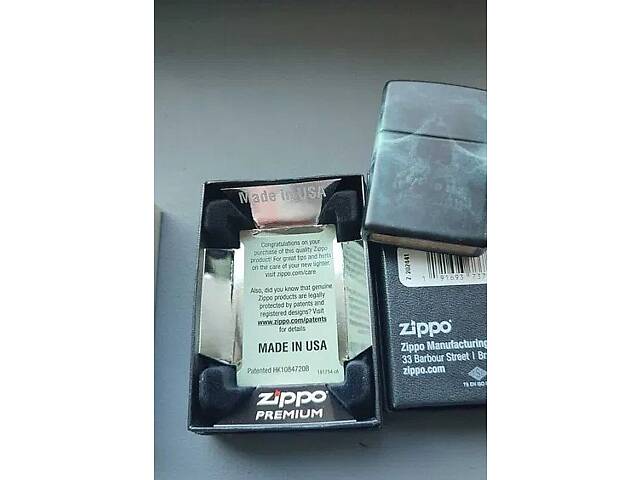 Made in USA
Congratulations on your
purchase of this quality Zippo
product! For great tips and hints
on the care of your new lighter,
visit zippo.com/care.
Also, did you know that genuine
Zippo products are legally
protected by patents and
registered designs? Visit
www.zippo.com/patents
for details
MADE IN USA
Patented HK1084720B
zippo
PREMIUM
zippo
Zippo Manufacturing
33 Barbour Street | Br
zippo.com